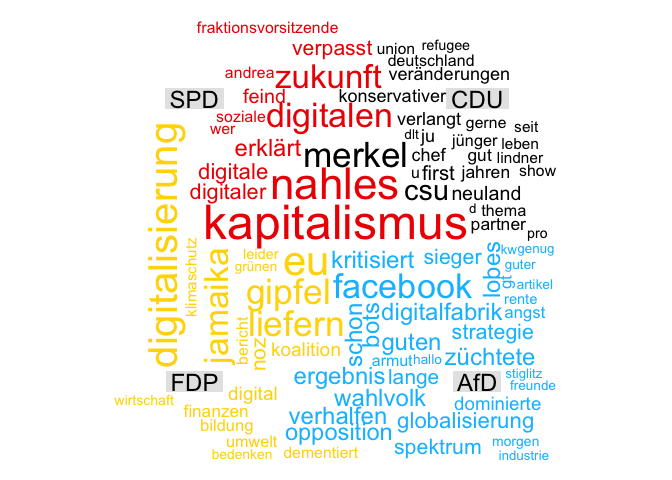 fraktionsvorsitzende
verpasst union refugee
deutschland
andrea zukunft veränderungen
SPD feind konservativer CDU
soziale digitalen verlangt gerne seit
wer
erklärt merkel dlt ju jünger leben
chef gut lindner
digitale nahles u first jahren show
digitaler csu neuland
kapitalismus d thema
partner pro
digitalisierung
klimaschutz
jamaika
leider eu kritisiert sieger lobes kw genug
grünen guter
gipfel facebook gt artikel
rente
liefern schon bots digitalfabrik angst
bericht noz koalition guten strategie
armut hallo züchtete
FDP ergebnis lange AfD stiglitz
freunde
wirtschaft digital wahlvolk dominierte
finanzen verhalfen globalisierung
bildung opposition
umwelt spektrum morgen
bedenken dementiert industrie